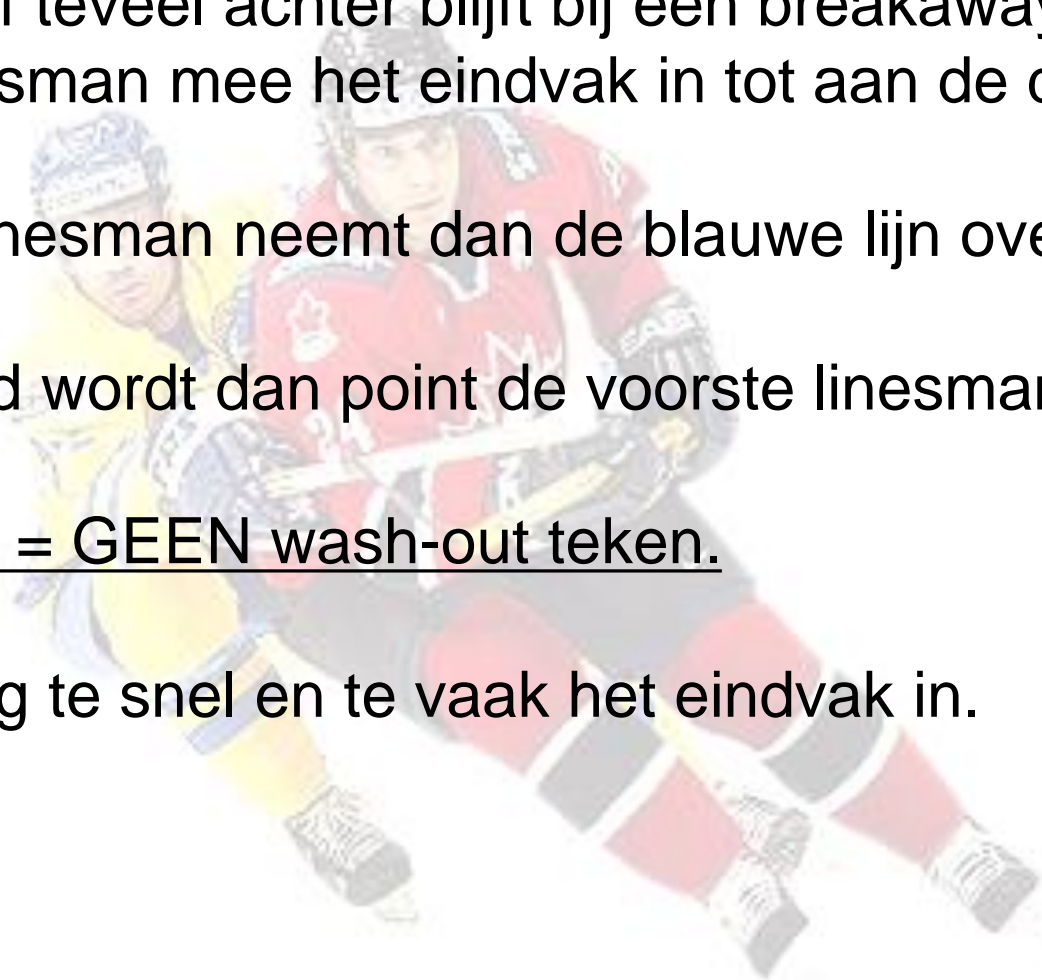 teveel achter blijft bij een breakaway
sman mee het eindvak in tot aan de
nesman neemt dan de blauwe lijn ove
d wordt dan point de voorste linesman
= GEEN wash-out teken.
g te snel en te vaak het eindvak in.
24